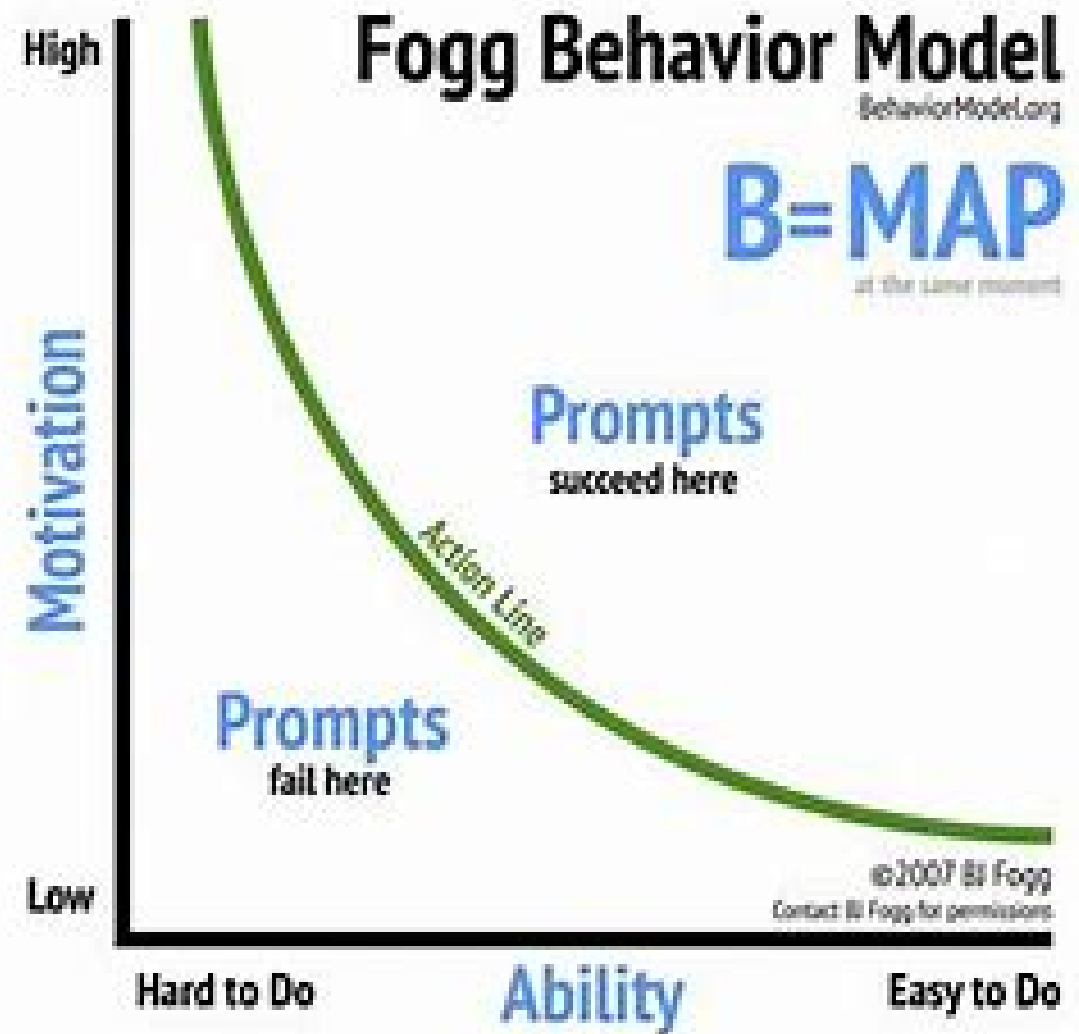 High
Fogg Behavior Model
BehaviorModel.org
B=MAP
at the same moment
Motivation
Prompts
succeed here
Action Line
Prompts
fail here
Low
©2007 BJ Fogg
Contact BJ Fogg for permissions
Hard to Do
Ability
Easy to Do